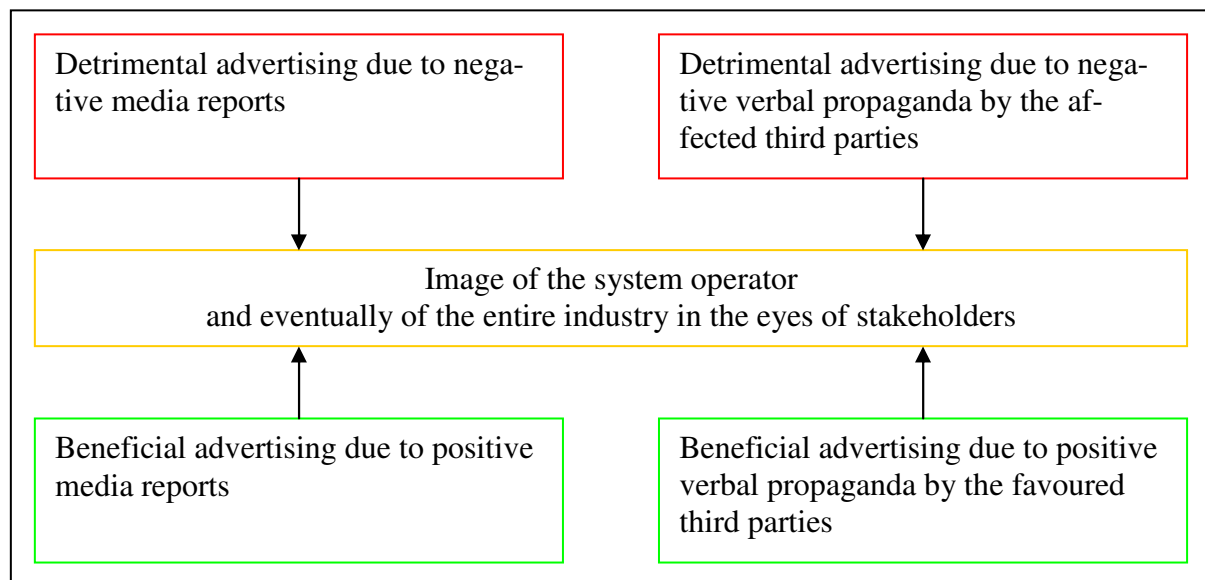 Detrimental advertising due to nega-
tive media reports
Detrimental advertising due to neg-
ative verbal propaganda by the af-
fected third parties
Image of the system operator
and eventually of the entire industry in the eyes of stakeholders
Beneficial advertising due to positive
media reports
Beneficial advertising due to positive
verbal propaganda by the favoured
third parties